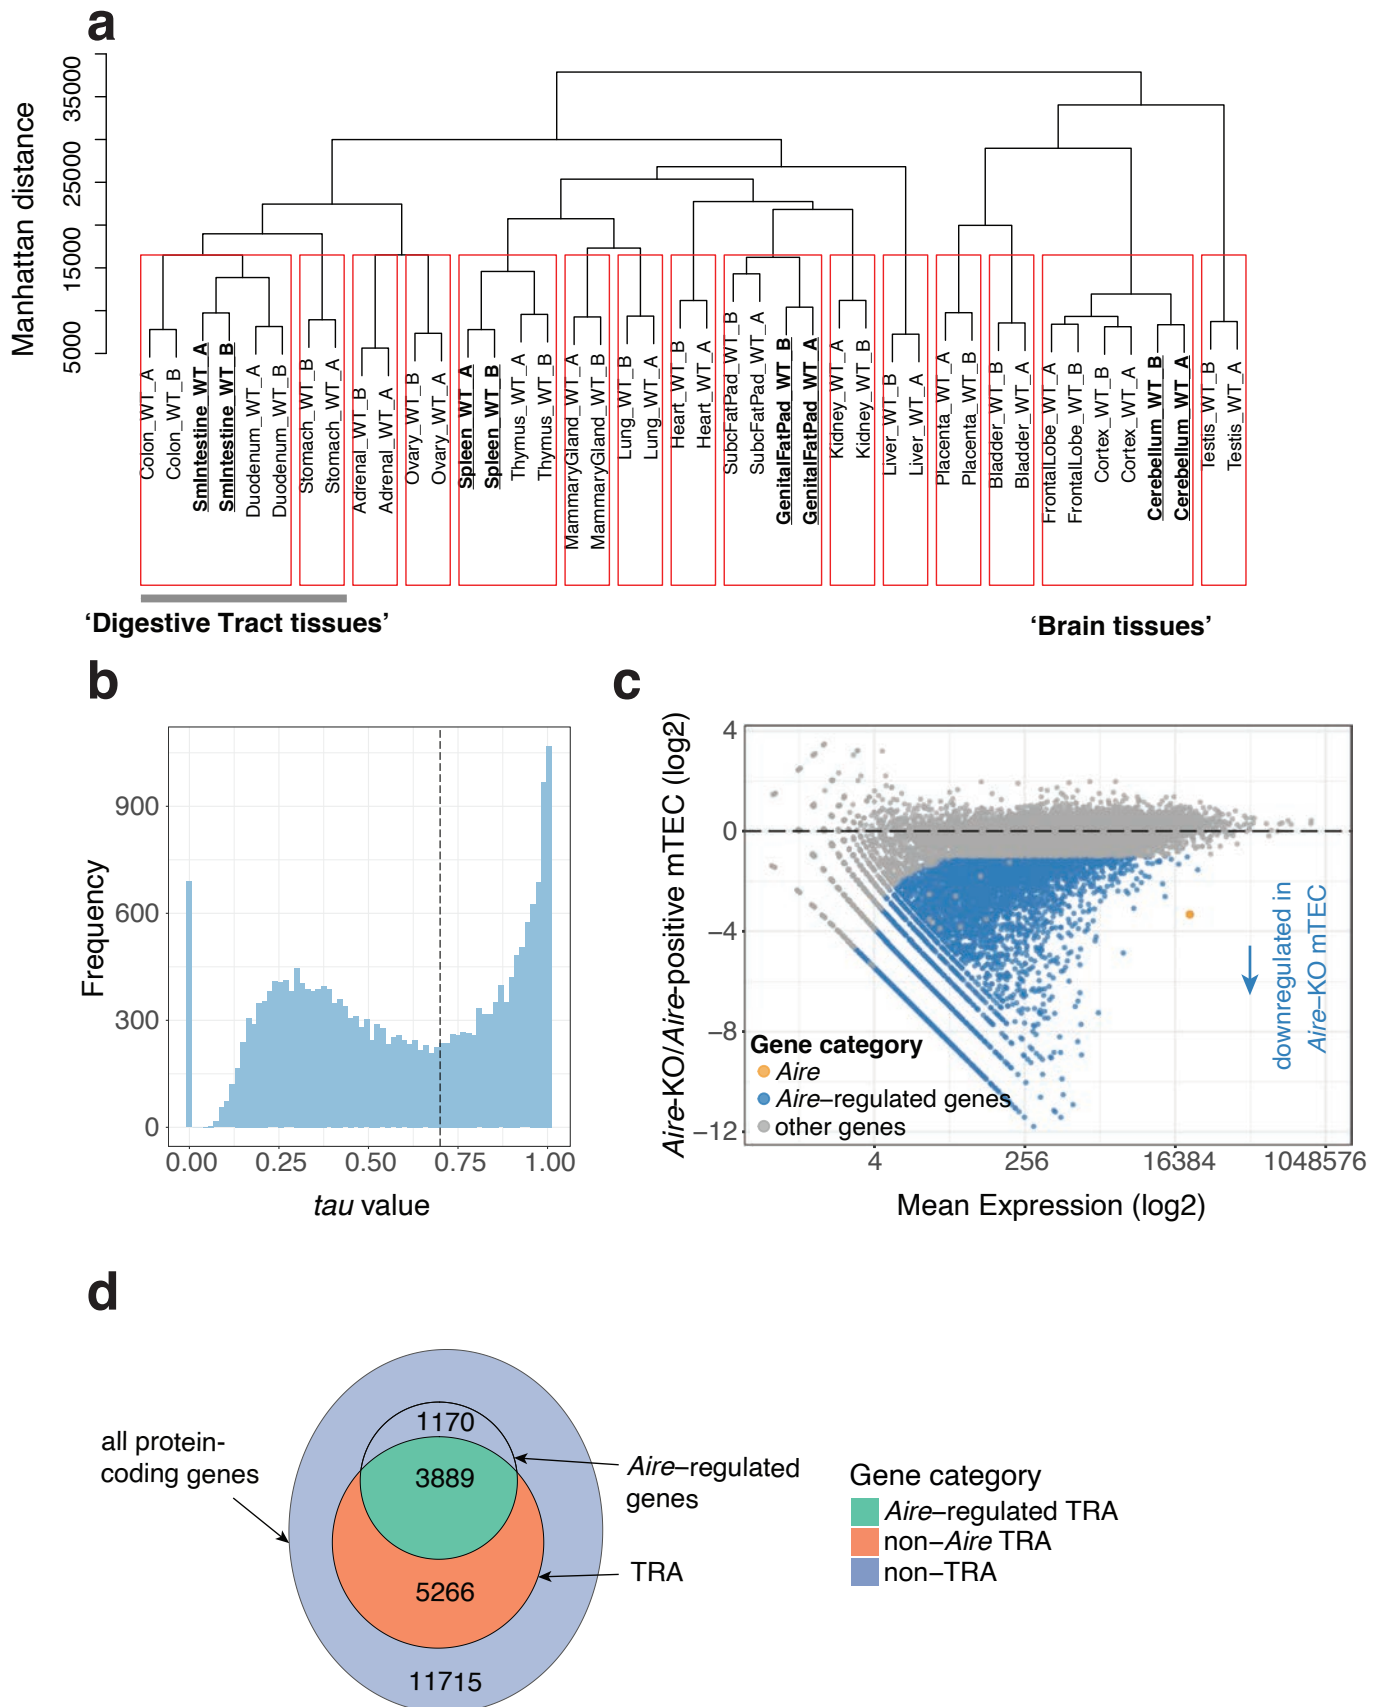 a
Manhattan distance
35000
25000
15000
5000
Colon_WT_A
Colon_WT_B
SmIntestine_WT_A
SmIntestine_WT_B
Duodenum_WT_A
Duodenum_WT_B
Stomach_WT_B
Stomach_WT_A
Adrenal_WT_B
Adrenal_WT_A
Ovary_WT_B
Ovary_WT_A
Spleen_WT_A
Spleen_WT_B
Thymus_WT_A
Thymus_WT_B
MammaryGland_WT_A
MammaryGland_WT_B
Lung_WT_B
Lung_WT_A
Heart_WT_B
Heart_WT_A
SubcFatPad_WT_B
SubcFatPad_WT_A
GenitalFatPad_WT_B
GenitalFatPad_WT_A
Kidney_WT_A
Kidney_WT_B
Liver_WT_B
Liver_WT_A
Placenta_WT_A
Placenta_WT_B
Bladder_WT_B
Bladder_WT_A
FrontalLobe_WT_A
FrontalLobe_WT_B
Cortex_WT_B
Cortex_WT_A
Cerebellum_WT_B
Cerebellum_WT_A
Testis_WT_B
Testis_WT_A
‘Digestive Tract tissues’
‘Brain tissues’
b
Frequency
900
600
300
0
0.00 0.25 0.50 0.75 1.00
tau value
c
Aire-KO/Aire-positive mTEC (log2)
4
0
−4
−8
−12
downregulated in
Aire−KO mTEC
Gene category
Aire
Aire−regulated genes
other genes
4 256 16384 1048576
Mean Expression (log2)
d
1170
3889
5266
11715
all protein-
coding genes
Aire−regulated
genes
TRA
Gene category
Aire−regulated TRA
non−Aire TRA
non−TRA